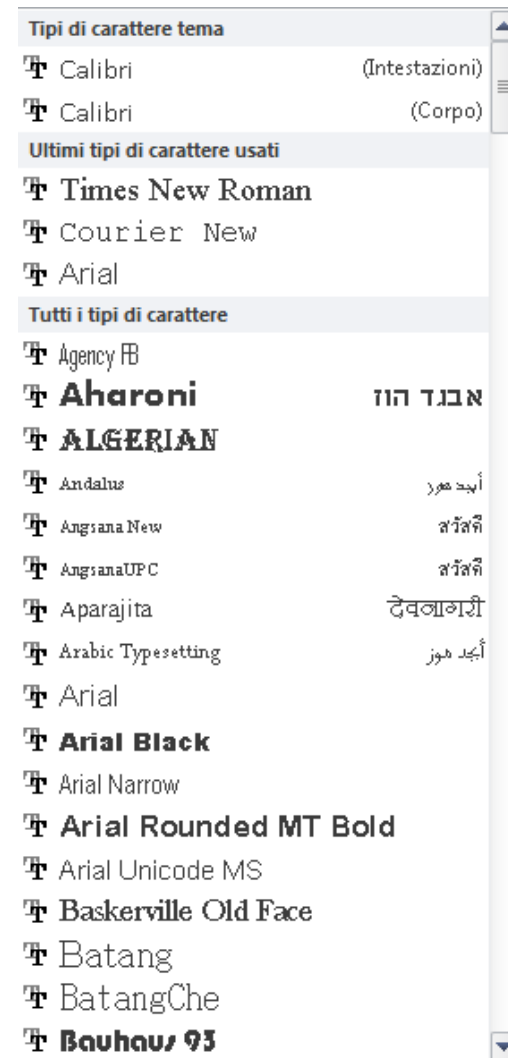 Tipi di carattere tema
Calibri (Intestazioni)
Calibri (Corpo)
Ultimi tipi di carattere usati
Times New Roman
Courier New
Arial
Tutti i tipi di carattere
Agency FB
Aharoni אבגד הוז
ALGERIAN
Andalus أبجد هوز
Angsana New สวัสดี
AngsanaUPC สวัสดี
Aparajita देवनागरी
Arabic Typesetting أبجد هوز
Arial
Arial Black
Arial Narrow
Arial Rounded MT Bold
Arial Unicode MS
Baskerville Old Face
Batang
BatangChe
Bauhaus 93